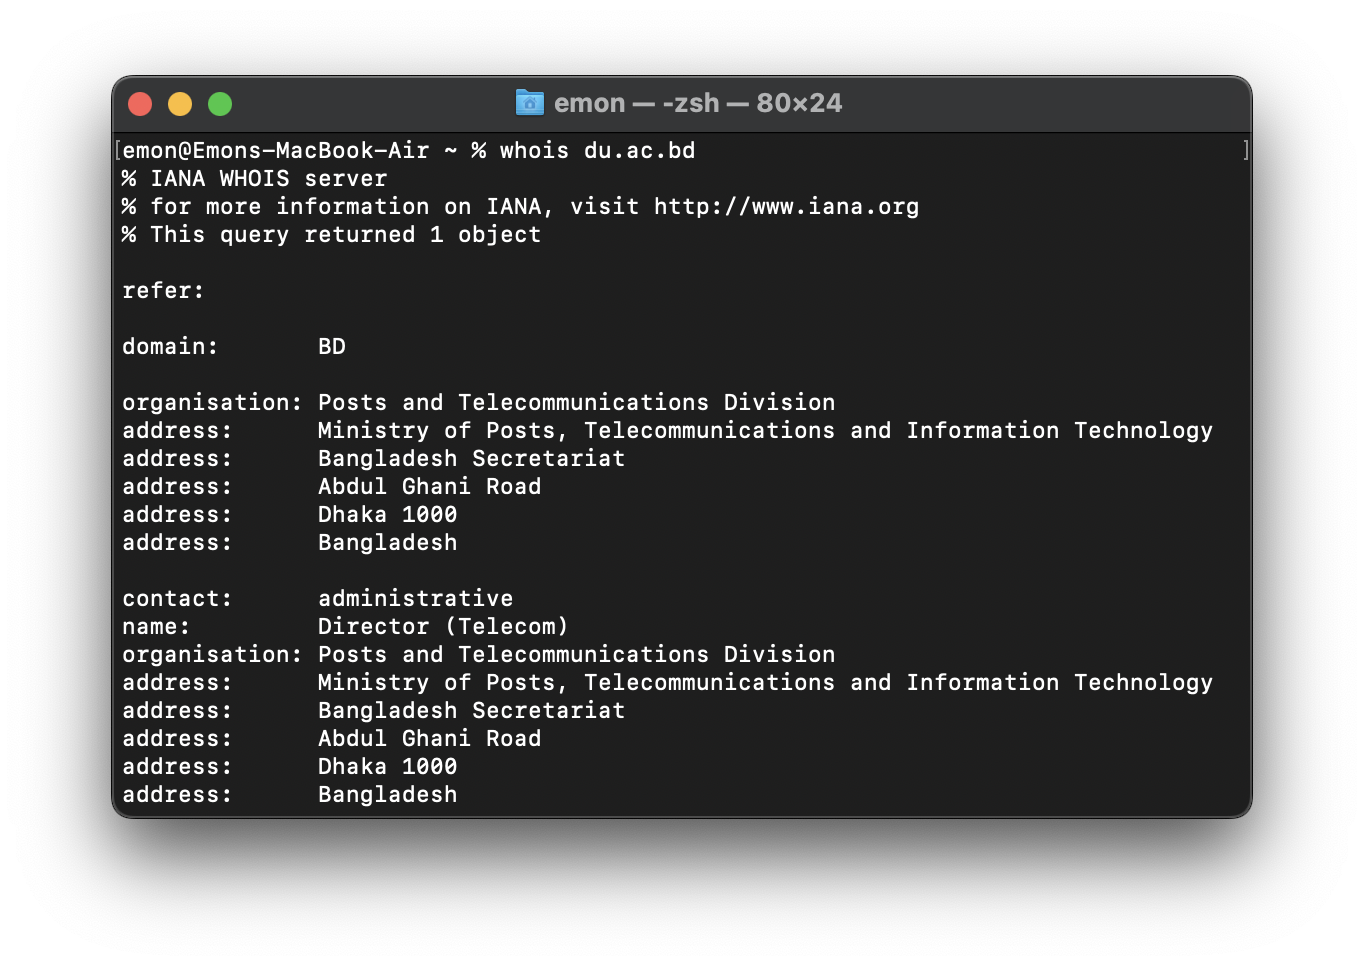 emon — -zsh — 80×24
[emon@Emons-MacBook-Air ~ % whois du.ac.bd ]
% IANA WHOIS server
% for more information on IANA, visit http://www.iana.org
% This query returned 1 object

refer:

domain:       BD

organisation: Posts and Telecommunications Division
address:      Ministry of Posts, Telecommunications and Information Technology
address:      Bangladesh Secretariat
address:      Abdul Ghani Road
address:      Dhaka 1000
address:      Bangladesh

contact:      administrative
name:         Director (Telecom)
organisation: Posts and Telecommunications Division
address:      Ministry of Posts, Telecommunications and Information Technology
address:      Bangladesh Secretariat
address:      Abdul Ghani Road
address:      Dhaka 1000
address:      Bangladesh